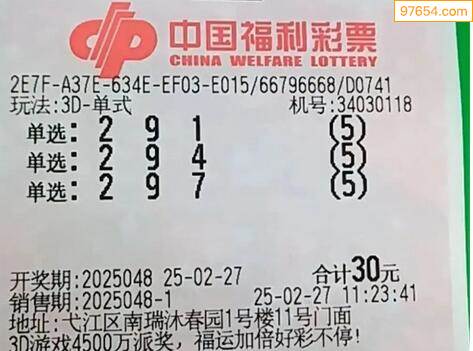 97654.com
中国福利彩票
CHINA WELFARE LOTTERY
2E7F-A37E-634E-EF03-E015/66796668/D0741
玩法:3D-单式 机号:34030118
单选: 2 9 1 (5)
单选: 2 9 4 (5)
单选: 2 9 7 (5)
开奖期:2025048 25-02-27 合计30元
销售期:2025048-1 25-02-27 11:23:41
地址:弋江区南瑞沐春园1号楼11号门面
3D游戏4500万派奖，福运加倍好彩不停!